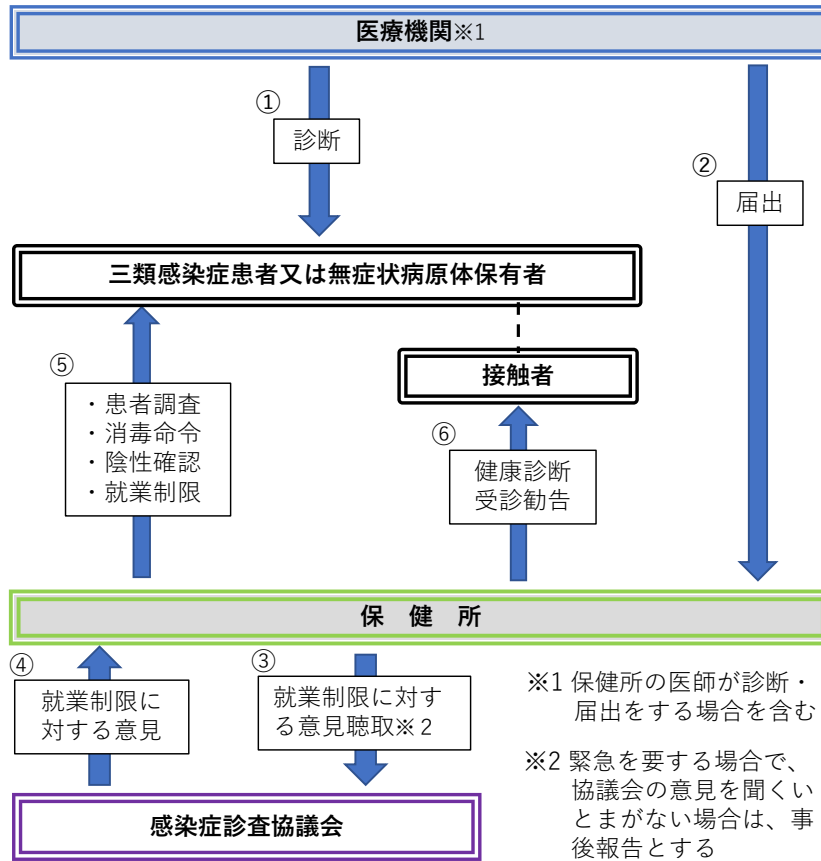 医療機関※1
①
診断
②
届出
三類感染症患者又は無症状病原体保有者
接触者
⑤
・患者調査
・消毒命令
・陰性確認
・就業制限
⑥
健康診断
受診勧告
保 健 所
④
就業制限に
対する意見
③
就業制限に対す
る意見聴取※2
感染症診査協議会
※1 保健所の医師が診断・
届出をする場合を含む
※2 緊急を要する場合で、
協議会の意見を聞くい
とまがない場合は、事
後報告とする